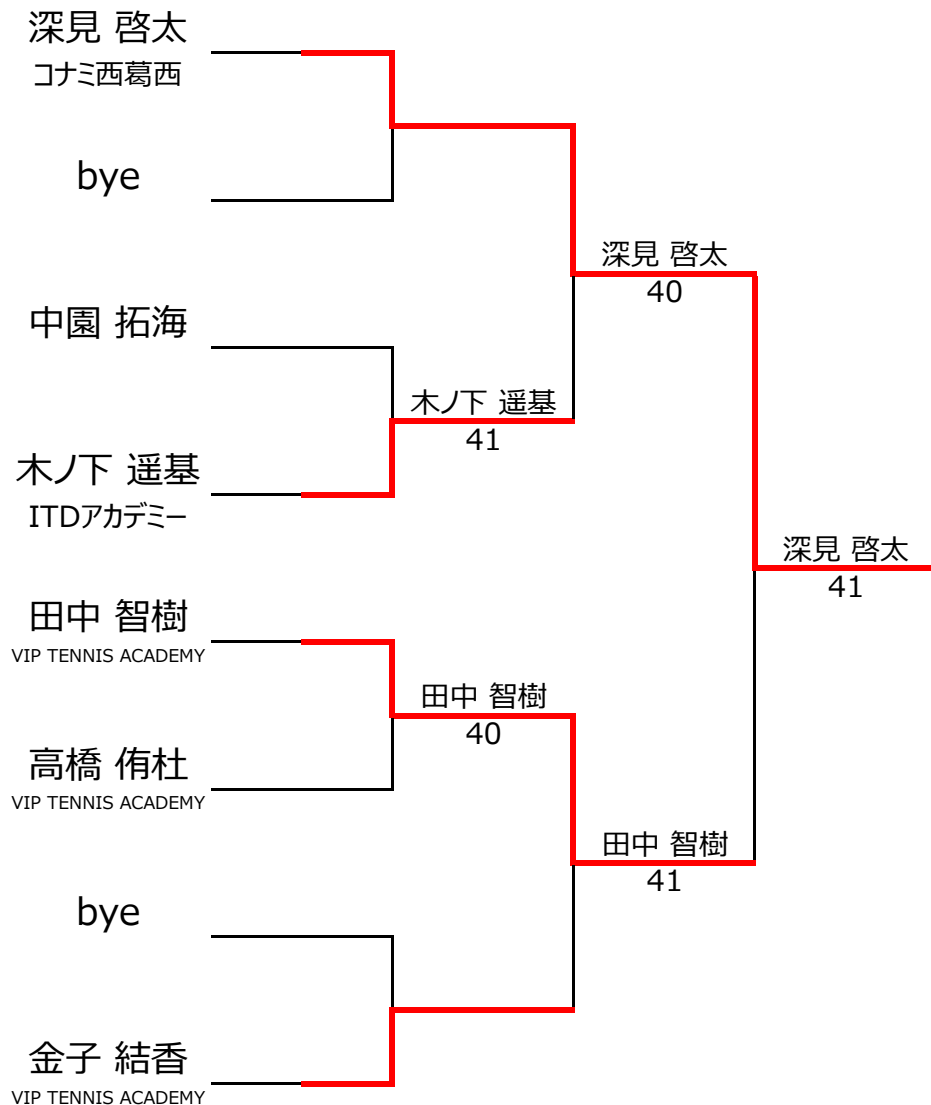 深見 啓太
コナミ西葛西
bye
深見 啓太
40
中園 拓海
木ノ下 遥基
41
木ノ下 遥基
ITDアカデミー
深見 啓太
41
田中 智樹
VIP TENNIS ACADEMY
田中 智樹
40
高橋 侑杜
VIP TENNIS ACADEMY
田中 智樹
41
bye
金子 結香
VIP TENNIS ACADEMY